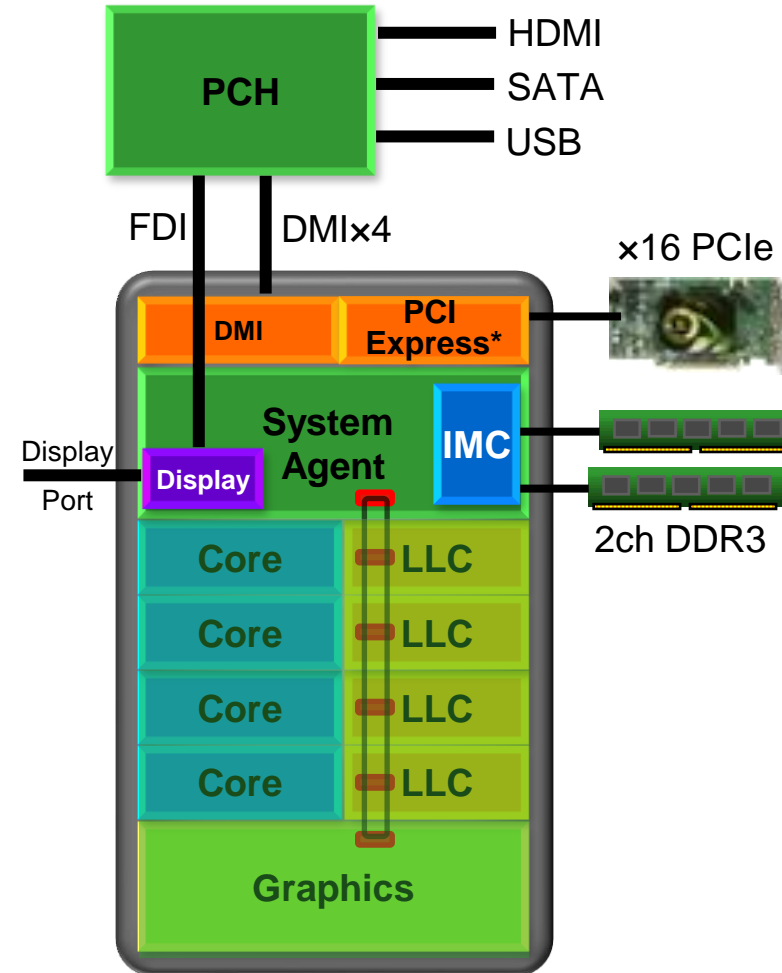 HDMI
PCH
SATA
USB
FDI
DMI×4
×16 PCIe
DMI
PCI
Express*
System
Agent
IMC
Display
Port
Display
2ch DDR3
Core
LLC
Core
LLC
Core
LLC
Core
LLC
Graphics